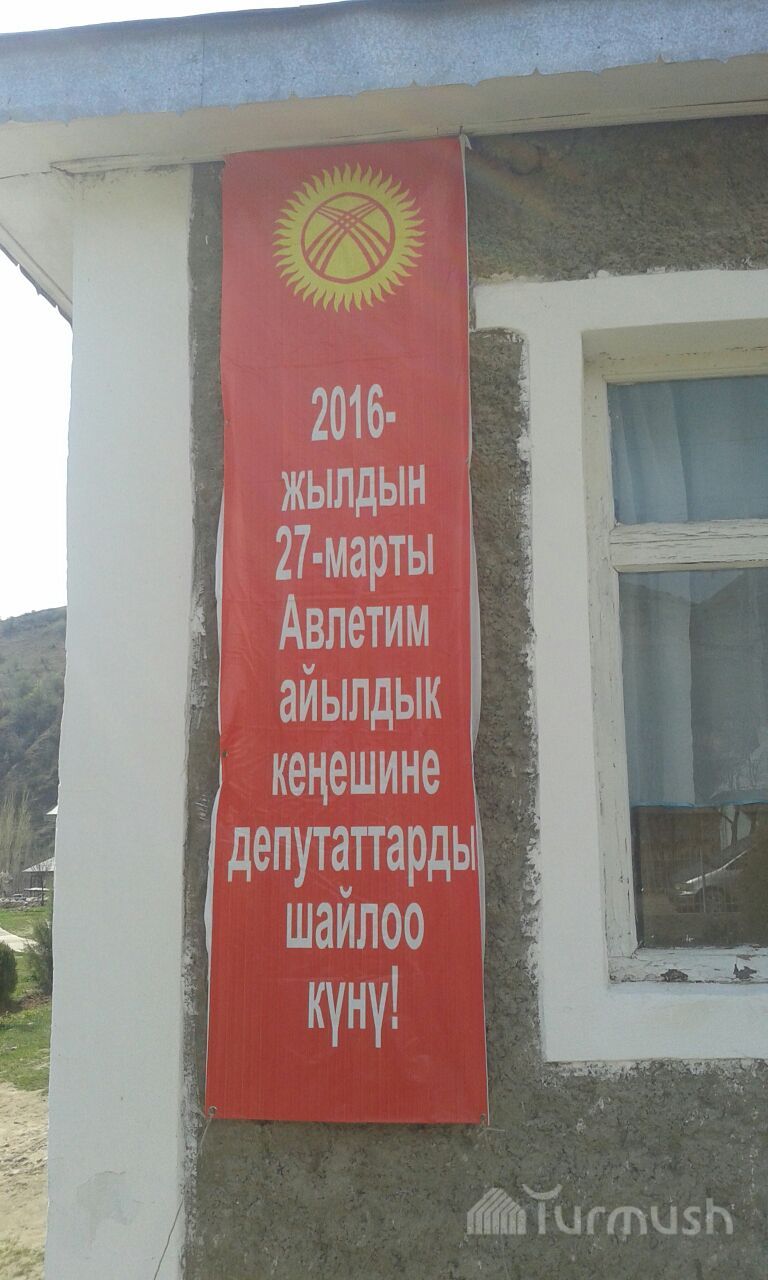 2016-
жылдын
27-марты
Авлетим
айылдык
кеңешине
депутаттарды
шайлоо
күнү!
Turmush